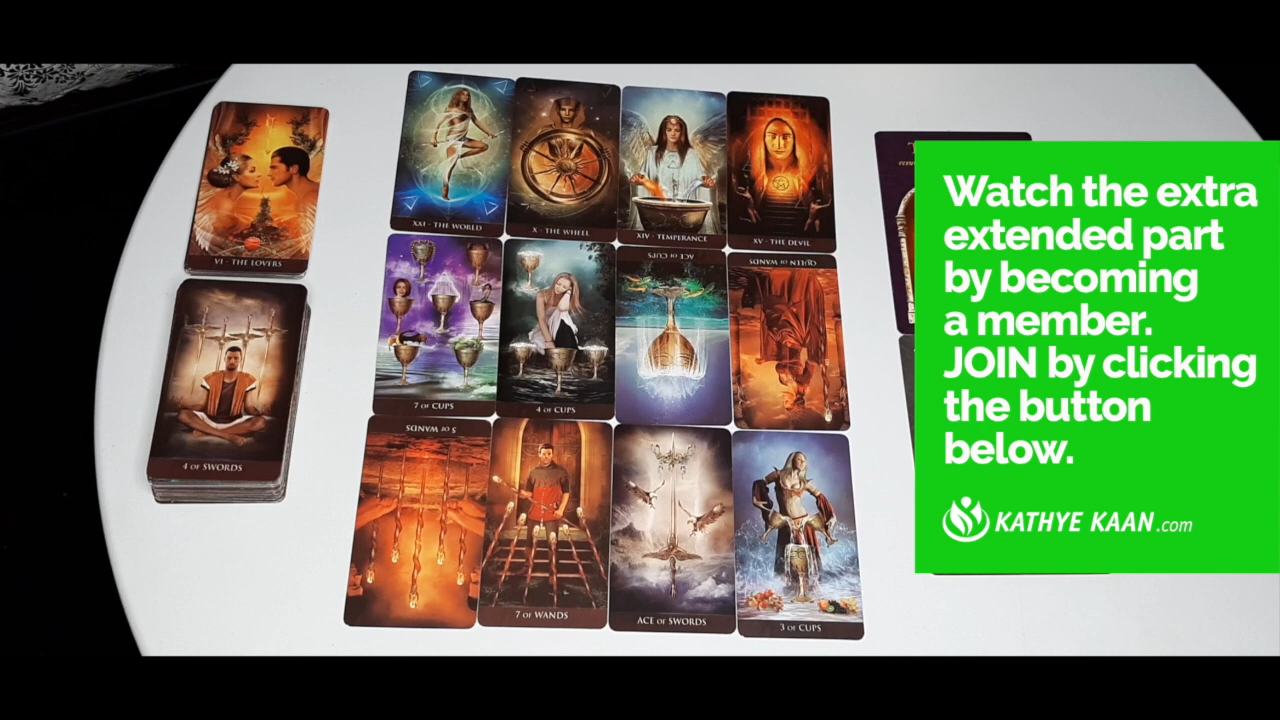 VI - THE LOVERS
4 OF SWORDS
XXI - THE WORLD
X - THE WHEEL
XIV - TEMPERANCE
XV - THE DEVIL
7 OF CUPS
4 OF CUPS
ACE OF CUPS
QUEEN OF WANDS
5 OF WANDS
7 OF WANDS
ACE OF SWORDS
3 OF CUPS
Watch the extra
extended part
by becoming
a member.
JOIN by clicking
the button
below.
KATHYE KAAN.com